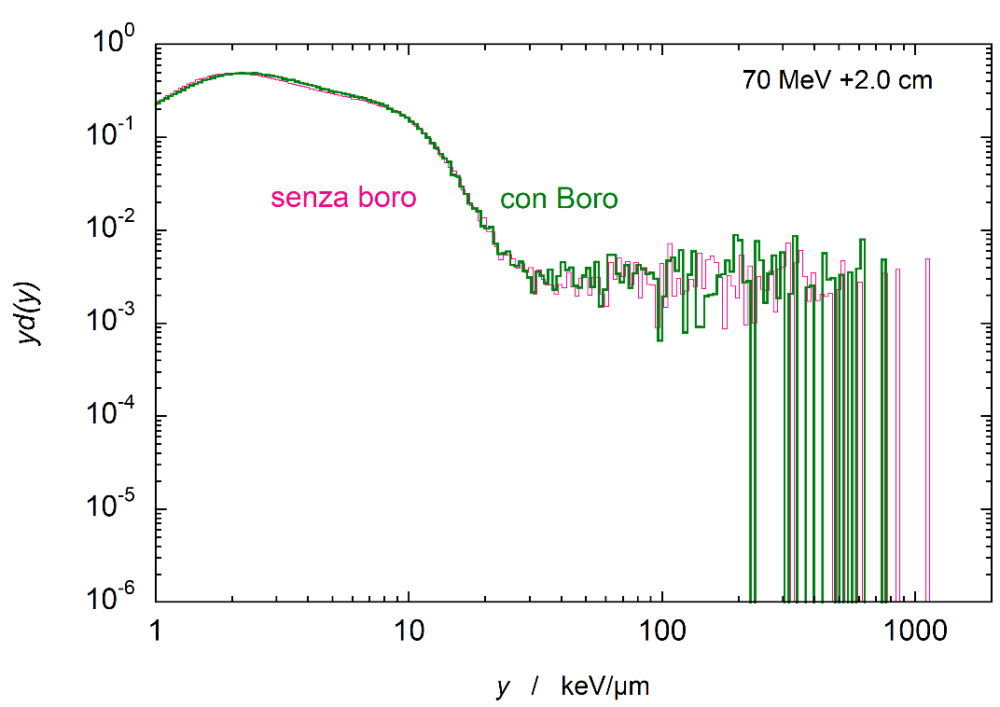 10^0
70 MeV +2.0 cm
10^-1
senza boro
con Boro
10^-2
yd(y)
10^-3
10^-4
10^-5
10^-6
1
10
100
1000
y / keV/µm